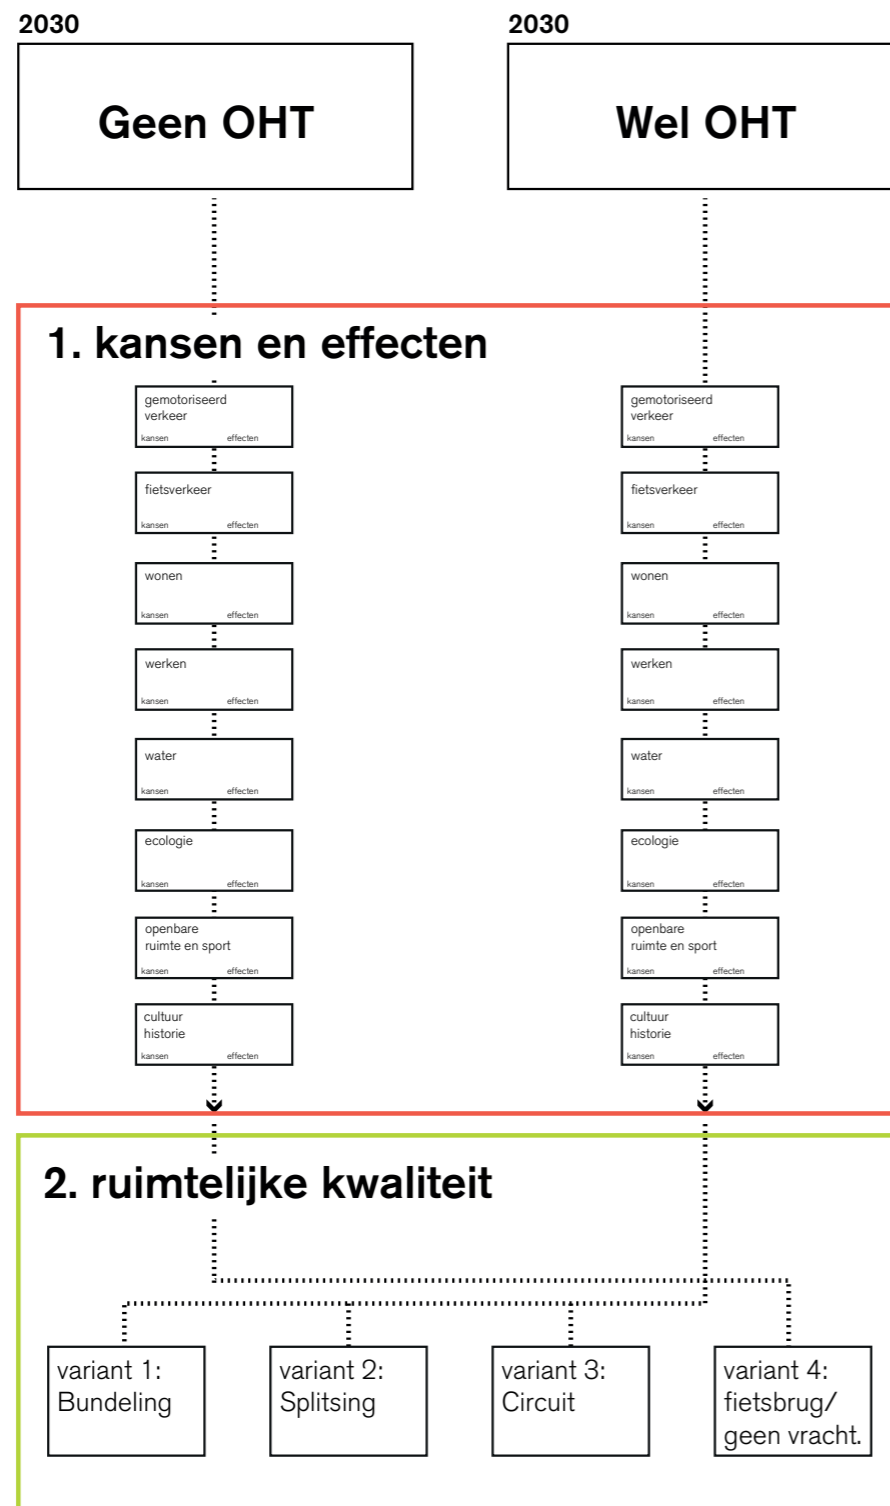 2030
2030
Geen OHT
Wel OHT
1. kansen en effecten
gemotoriseerd
verkeer
kansen effecten
fietsverkeer
kansen effecten
wonen
kansen effecten
werken
kansen effecten
water
kansen effecten
ecologie
kansen effecten
openbare
ruimte en sport
kansen effecten
cultuur
historie
kansen effecten
gemotoriseerd
verkeer
kansen effecten
fietsverkeer
kansen effecten
wonen
kansen effecten
werken
kansen effecten
water
kansen effecten
ecologie
kansen effecten
openbare
ruimte en sport
kansen effecten
cultuur
historie
kansen effecten
2. ruimtelijke kwaliteit
variant 1:
Bundeling
variant 2:
Splitsing
variant 3:
Circuit
variant 4:
fietsbrug/
geen vracht.